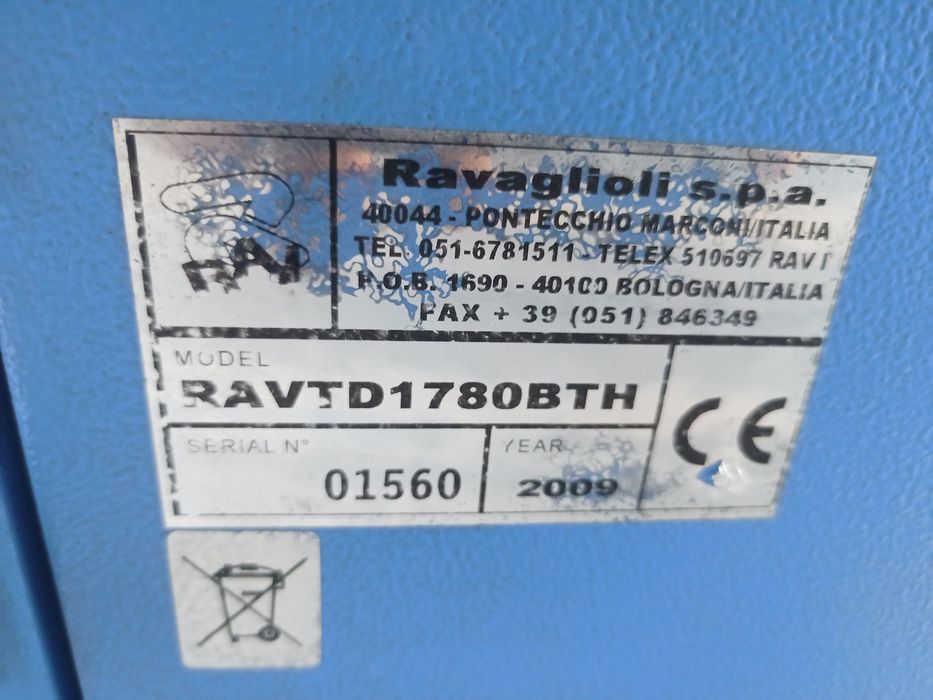 RAV
Ravaglioli s.p.a.
40044 - PONTECCHIO MARCONI/ITALIA
TEL. 051-6781511 - TELEX 510697 RAV I
P.O.B. 1690 - 40100 BOLOGNA/ITALIA
FAX + 39 (051) 846349
MODEL
RAVTD1780BTH
SERIAL N°
01560
YEAR
2009
CE